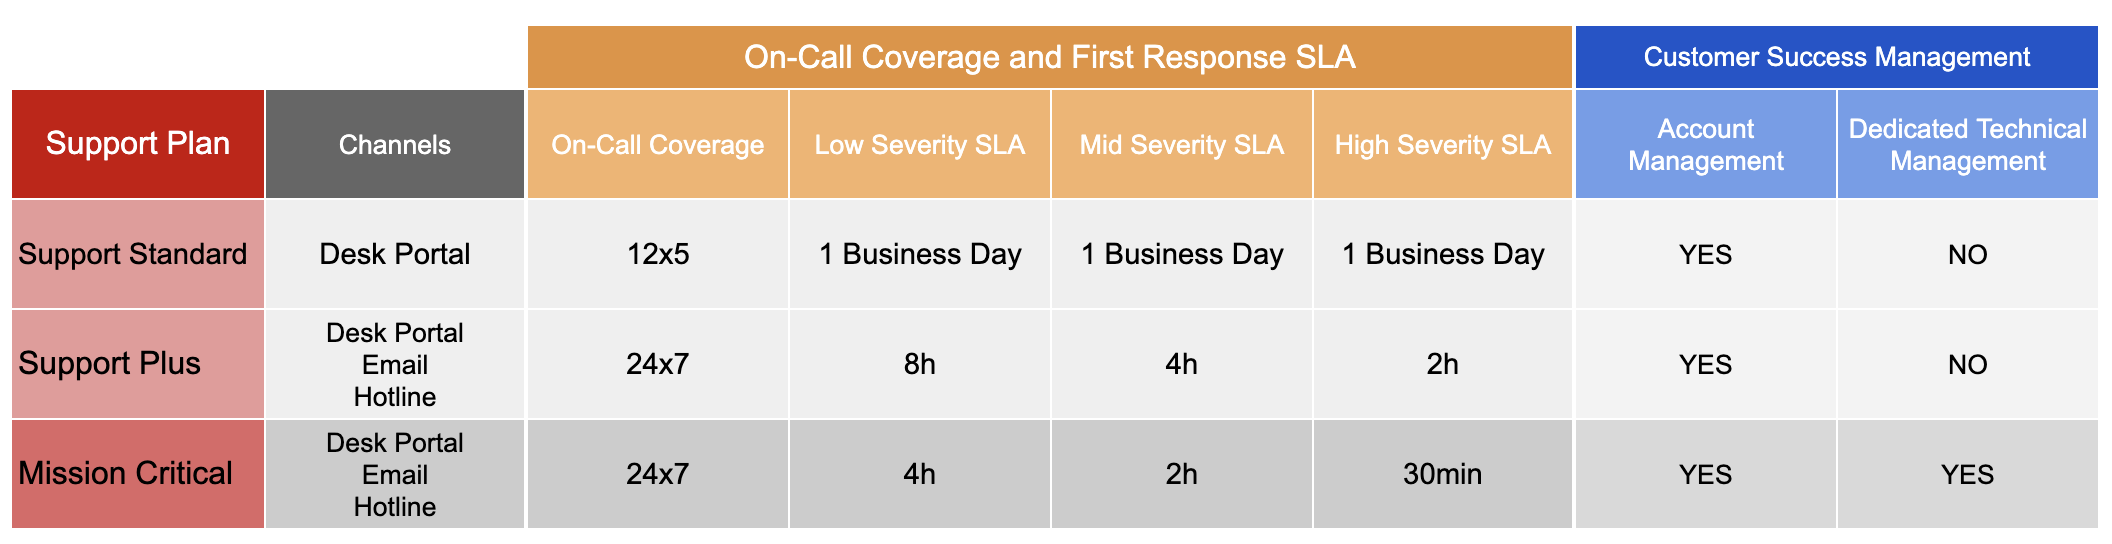 On-Call Coverage and First Response SLA
Customer Success Management
Support Plan
Channels
On-Call Coverage
Low Severity SLA
Mid Severity SLA
High Severity SLA
Account
Management
Dedicated Technical
Management
Support Standard
Desk Portal
12x5
1 Business Day
1 Business Day
1 Business Day
YES
NO
Support Plus
Desk Portal
Email
Hotline
24x7
8h
4h
2h
YES
NO
Mission Critical
Desk Portal
Email
Hotline
24x7
4h
2h
30min
YES
YES